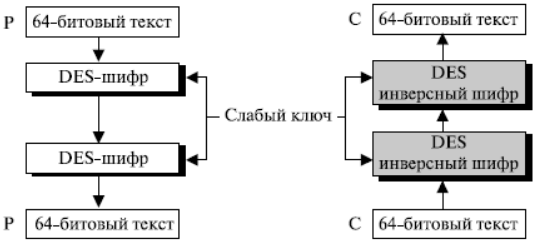 P 64-битовый текст
DES-шифр
DES-шифр
P 64-битовый текст
Слабый ключ
C 64-битовый текст
DES
инверсный шифр
DES
инверсный шифр
C 64-битовый текст